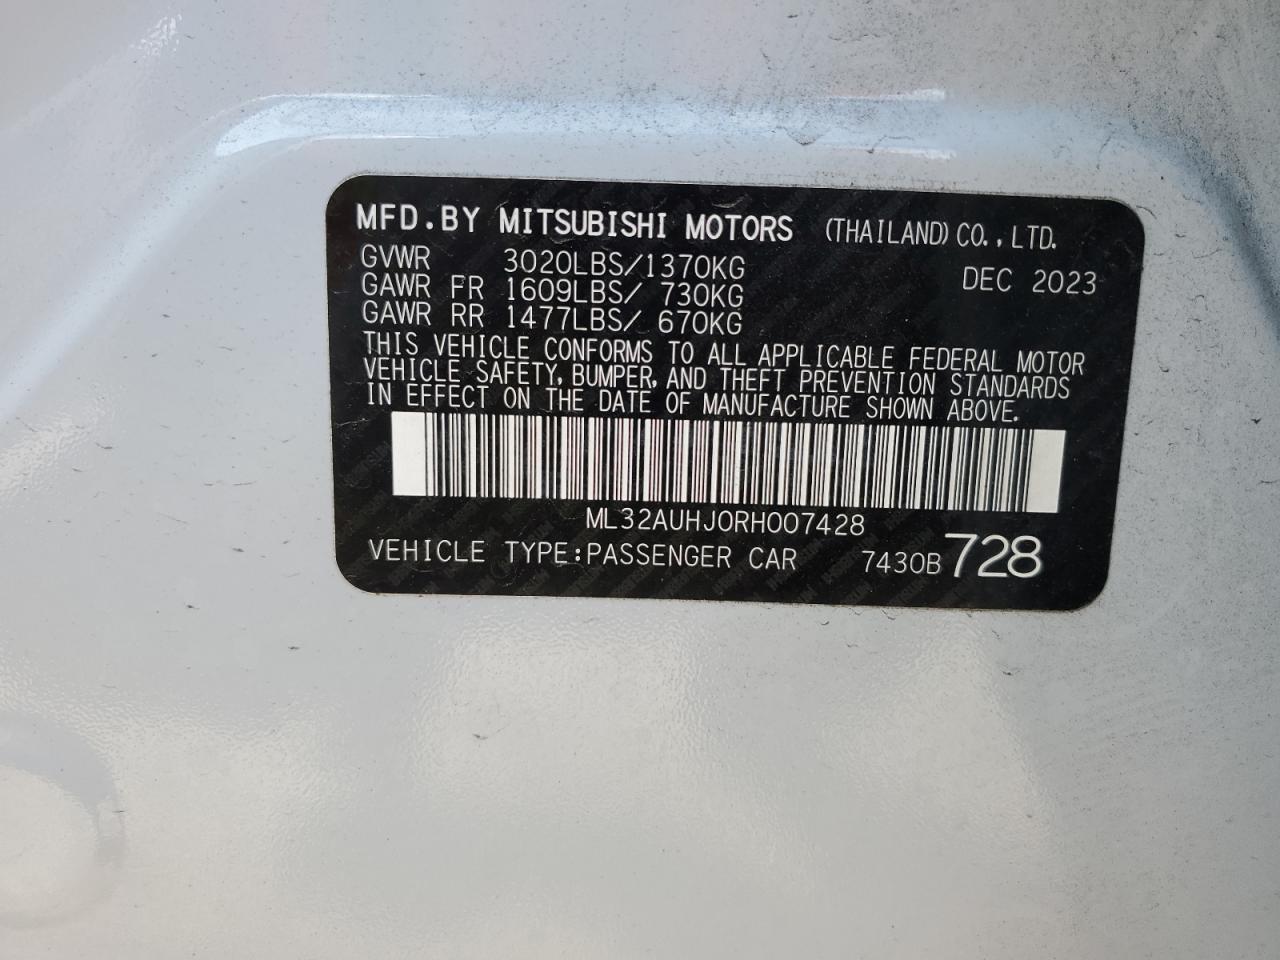 MFD.BY MITSUBISHI MOTORS (THAILAND)CO.,LTD.
GVWR 3020LBS/1370KG DEC 2023
GAWR FR 1609LBS/ 730KG
GAWR RR 1477LBS/ 670KG
THIS VEHICLE CONFORMS TO ALL APPLICABLE FEDERAL MOTOR
VEHICLE SAFETY, BUMPER, AND THEFT PREVENTION STANDARDS
IN EFFECT ON THE DATE OF MANUFACTURE SHOWN ABOVE.
ML32AUHJ0RH007428
VEHICLE TYPE:PASSENGER CAR 7430B 728